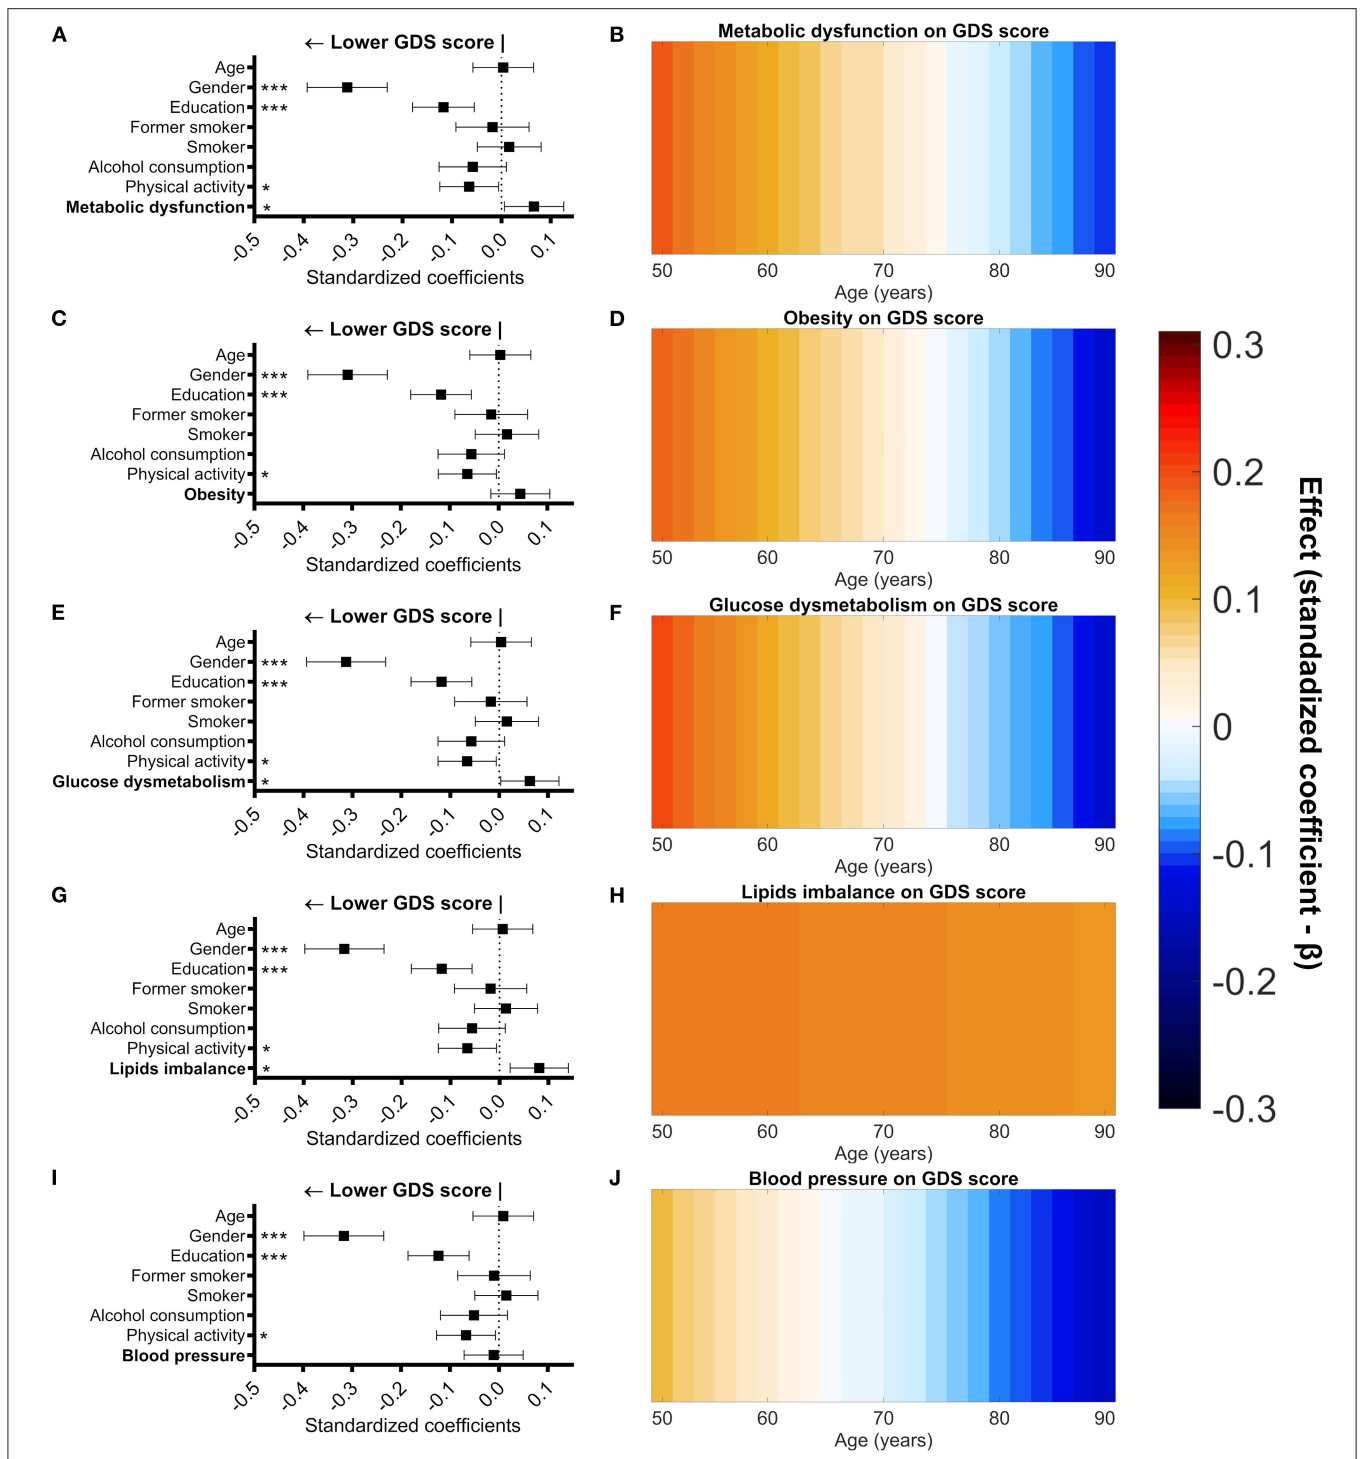 A
← Lower GDS score |
Age
Gender ***
Education ***
Former smoker
Smoker
Alcohol consumption
Physical activity *
Metabolic dysfunction *
-0.5 -0.4 -0.3 -0.2 -0.1 0.0 0.1
Standardized coefficients
B
Metabolic dysfunction on GDS score
50 60 70 80 90
Age (years)
C
← Lower GDS score |
Age
Gender ***
Education ***
Former smoker
Smoker
Alcohol consumption
Physical activity *
Obesity
-0.5 -0.4 -0.3 -0.2 -0.1 0.0 0.1
Standardized coefficients
D
Obesity on GDS score
50 60 70 80 90
Age (years)
E
← Lower GDS score |
Age
Gender ***
Education ***
Former smoker
Smoker
Alcohol consumption
Physical activity *
Glucose dysmetabolism *
-0.5 -0.4 -0.3 -0.2 -0.1 0.0 0.1
Standardized coefficients
F
Glucose dysmetabolism on GDS score
50 60 70 80 90
Age (years)
G
← Lower GDS score |
Age
Gender ***
Education ***
Former smoker
Smoker
Alcohol consumption
Physical activity *
Lipids imbalance *
-0.5 -0.4 -0.3 -0.2 -0.1 0.0 0.1
Standardized coefficients
H
Lipids imbalance on GDS score
50 60 70 80 90
Age (years)
I
← Lower GDS score |
Age
Gender ***
Education ***
Former smoker
Smoker
Alcohol consumption
Physical activity *
Blood pressure
-0.5 -0.4 -0.3 -0.2 -0.1 0.0 0.1
Standardized coefficients
J
Blood pressure on GDS score
50 60 70 80 90
Age (years)
0.3
0.2
0.1
0
-0.1
-0.2
-0.3
Effect (standadized coefficient - β)